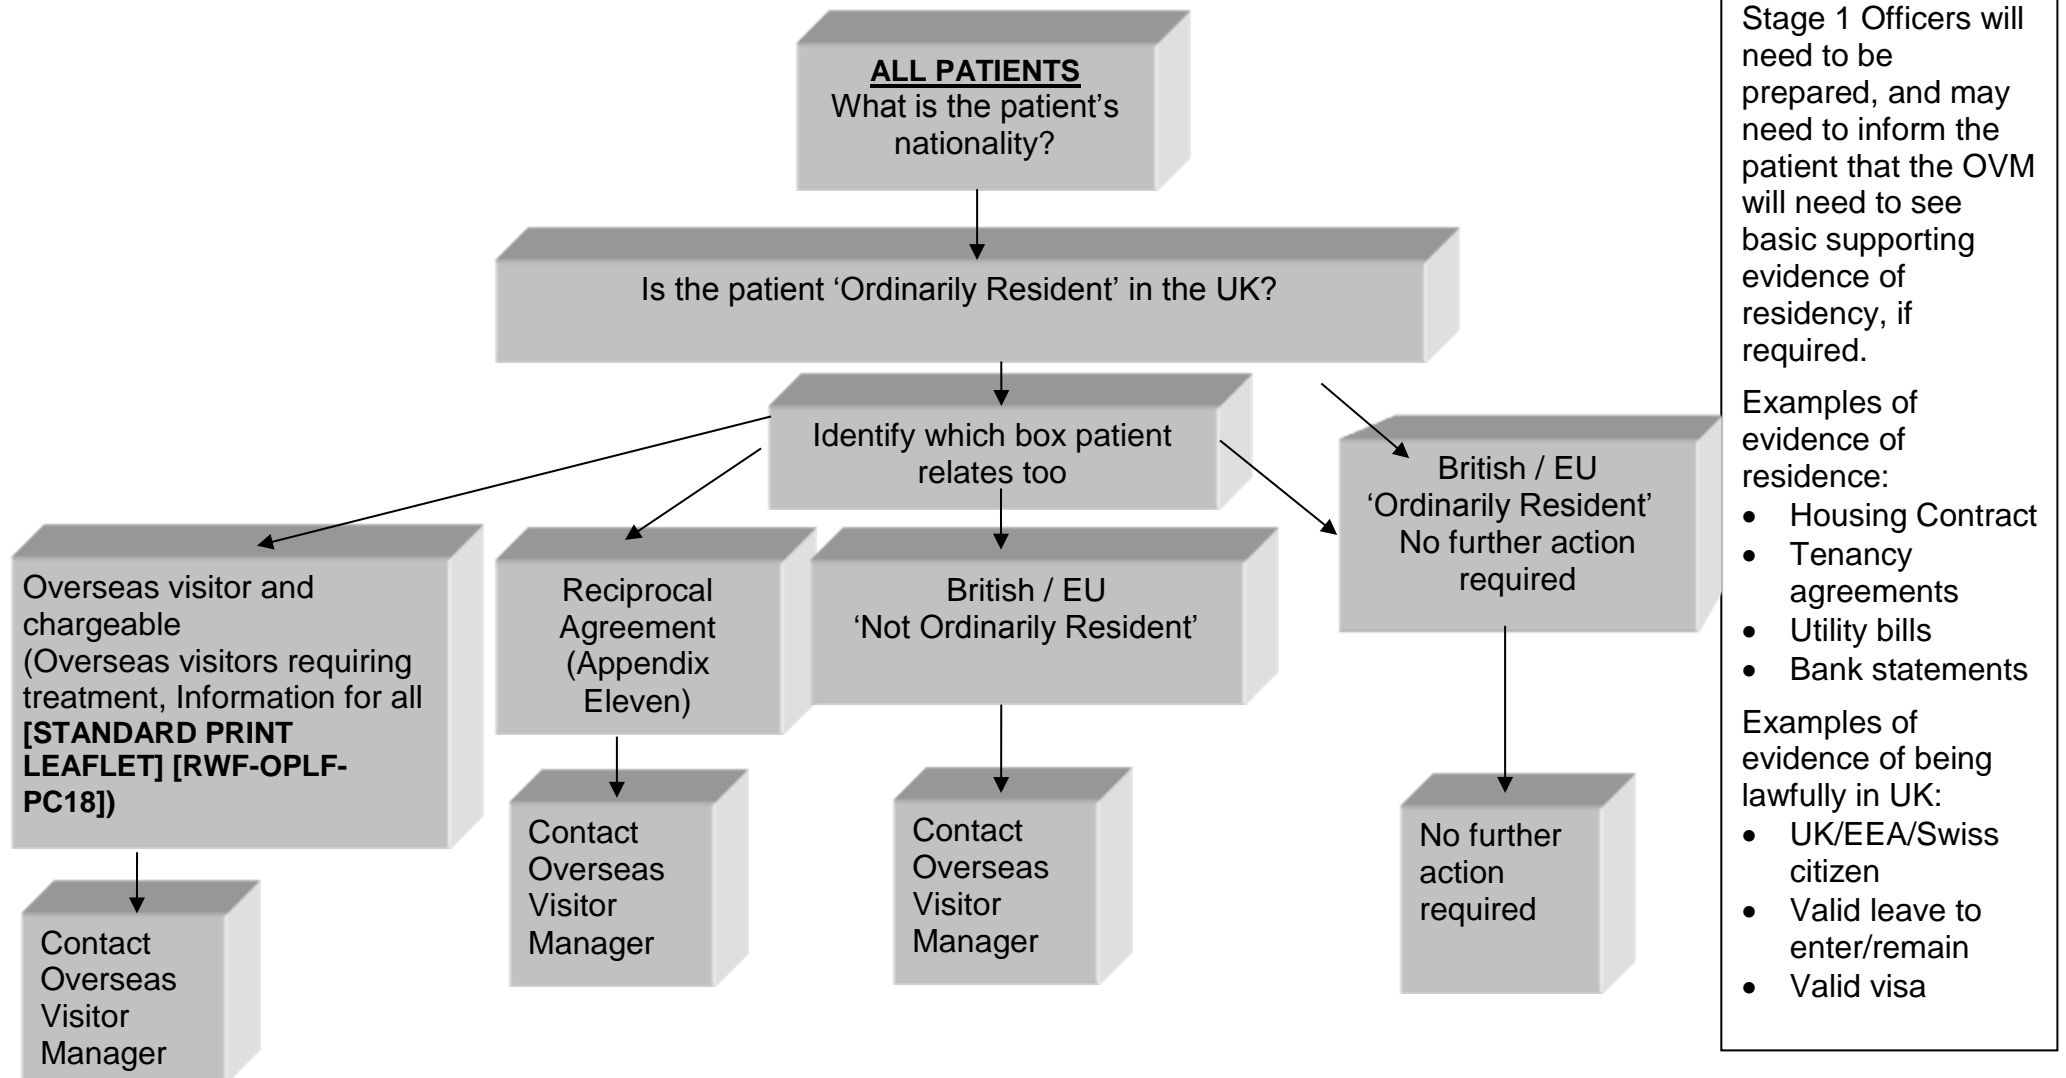 ALL PATIENTS
What is the patient’s
nationality?
Is the patient ‘Ordinarily Resident’ in the UK?
Identify which box patient
relates too
British / EU
‘Ordinarily Resident’
No further action
required
Overseas visitor and
chargeable
(Overseas visitors requiring
treatment, Information for all
[STANDARD PRINT
LEAFLET] [RWF-OPLF-
PC18])
Reciprocal
Agreement
(Appendix
Eleven)
British / EU
‘Not Ordinarily Resident’
Contact
Overseas
Visitor
Manager
Contact
Overseas
Visitor
Manager
Contact
Overseas
Visitor
Manager
No further
action
required
Stage 1 Officers will
need to be
prepared, and may
need to inform the
patient that the OVM
will need to see
basic supporting
evidence of
residency, if
required.
Examples of
evidence of
residence:
• Housing Contract
• Tenancy
agreements
• Utility bills
• Bank statements
Examples of
evidence of being
lawfully in UK:
• UK/EEA/Swiss
citizen
• Valid leave to
enter/remain
• Valid visa